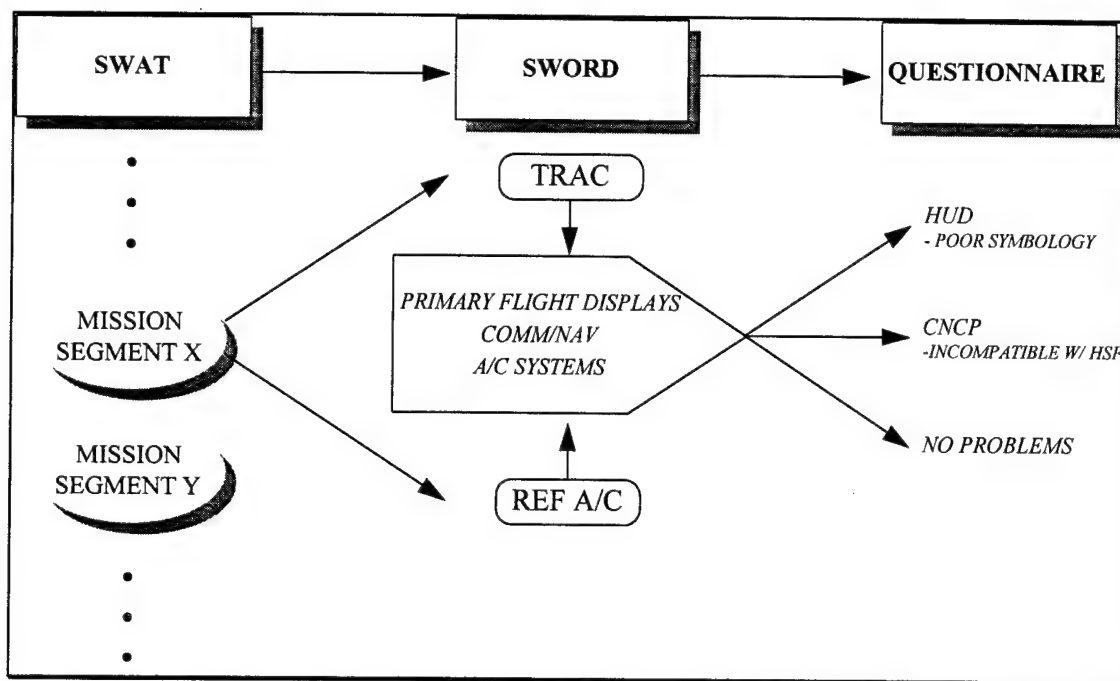 SWAT
SWORD
QUESTIONNAIRE
TRAC
HUD
- POOR SYMBOLOGY
PRIMARY FLIGHT DISPLAYS
COMM/NAV
A/C SYSTEMS
MISSION
SEGMENT X
CNCP
-INCOMPATIBLE W/ HSF
NO PROBLEMS
MISSION
SEGMENT Y
REF A/C